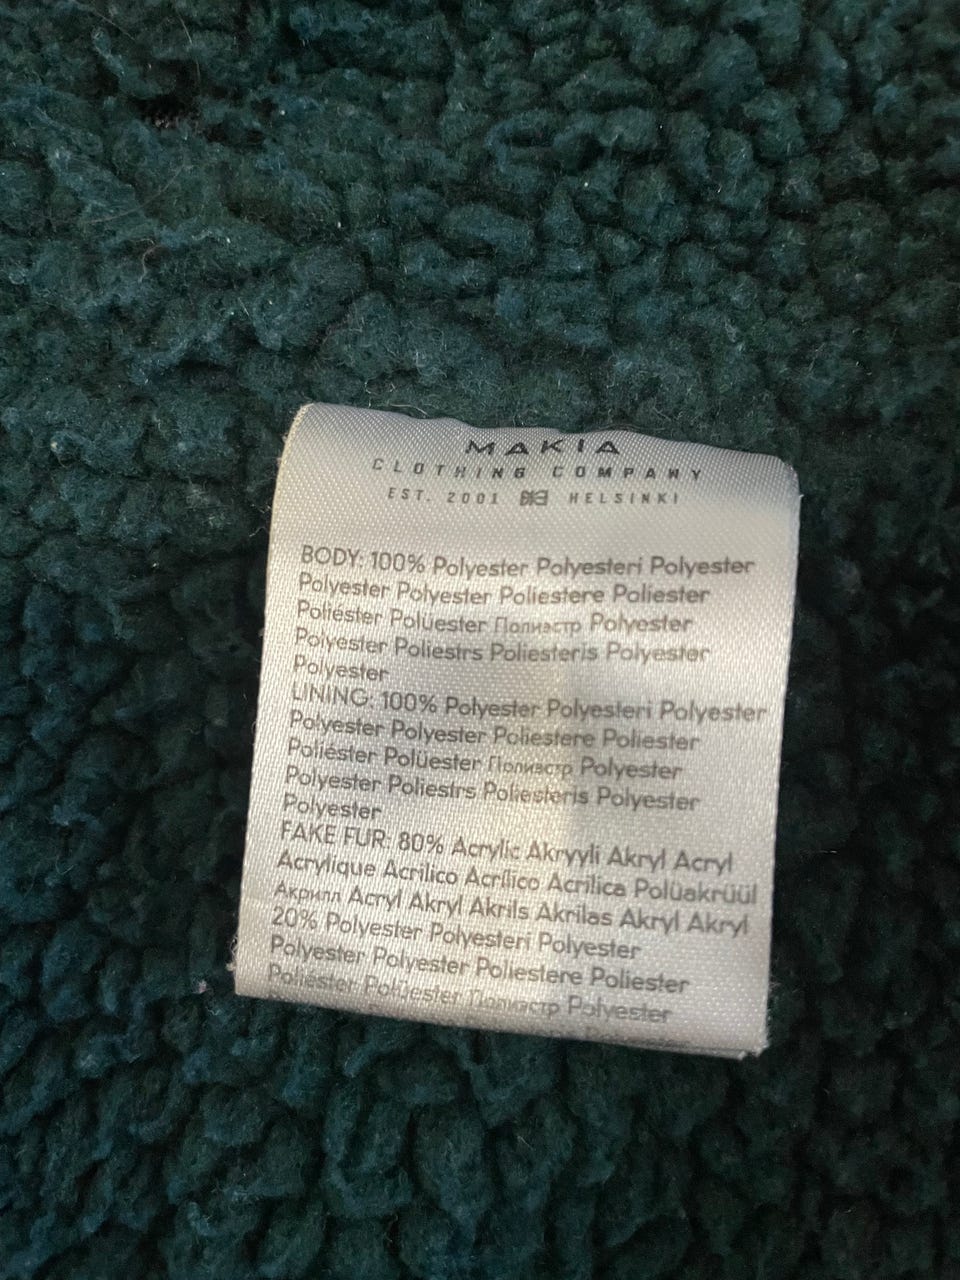 MAKIA
CLOTHING COMPANY
EST. 2001 HELSINKI
BODY: 100% Polyester Polyesteri Polyester
Polyester Polyester Poliestere Poliester
Poliéster Polüester Полиэстр Polyester
Polyester Poliestrs Poliesteris Polyester
Polyester
LINING: 100% Polyester Polyesteri Polyester
Polyester Polyester Poliestere Poliester
Poliéster Polüester Полиэстр Polyester
Polyester Poliestrs Poliesteris Polyester
Polyester
FAKE FUR: 80% Acrylic Akryyli Akryl Acryl
Acrylique Acrilico Acrílico Acrílica Polüakrüül
Акрилл Acryl Akryl Akrils Akrilas Akryl Akryl
20% Polyester Polyesteri Polyester
Polyester Polyester Poliestere Poliester
Poliéster Polüester Полиэстр Polyester